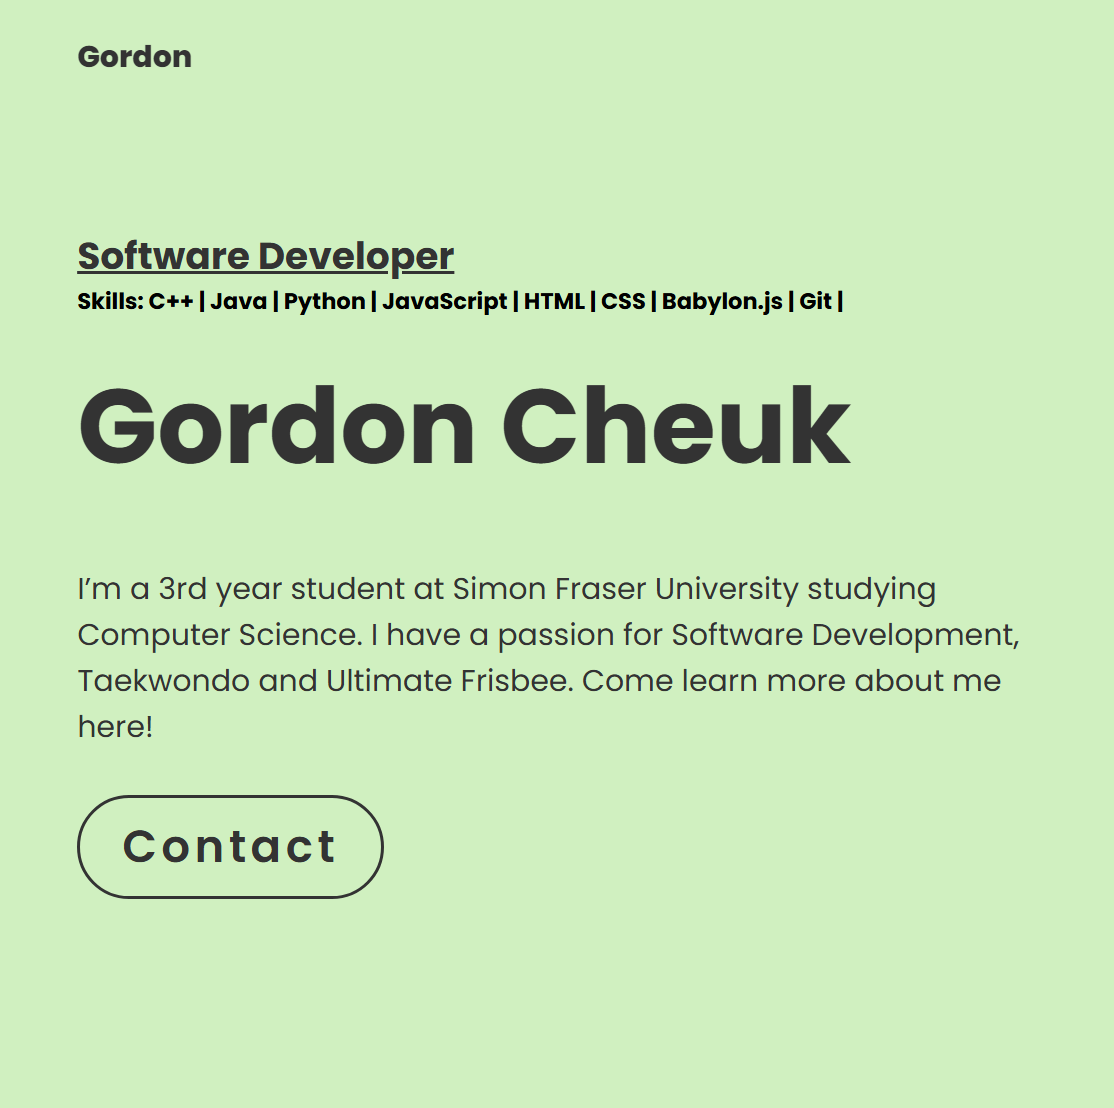 Gordon
Software Developer
Skills: C++ | Java | Python | JavaScript | HTML | CSS | Babylon.js | Git |
Gordon Cheuk
I’m a 3rd year student at Simon Fraser University studying
Computer Science. I have a passion for Software Development,
Taekwondo and Ultimate Frisbee. Come learn more about me
here!
Contact